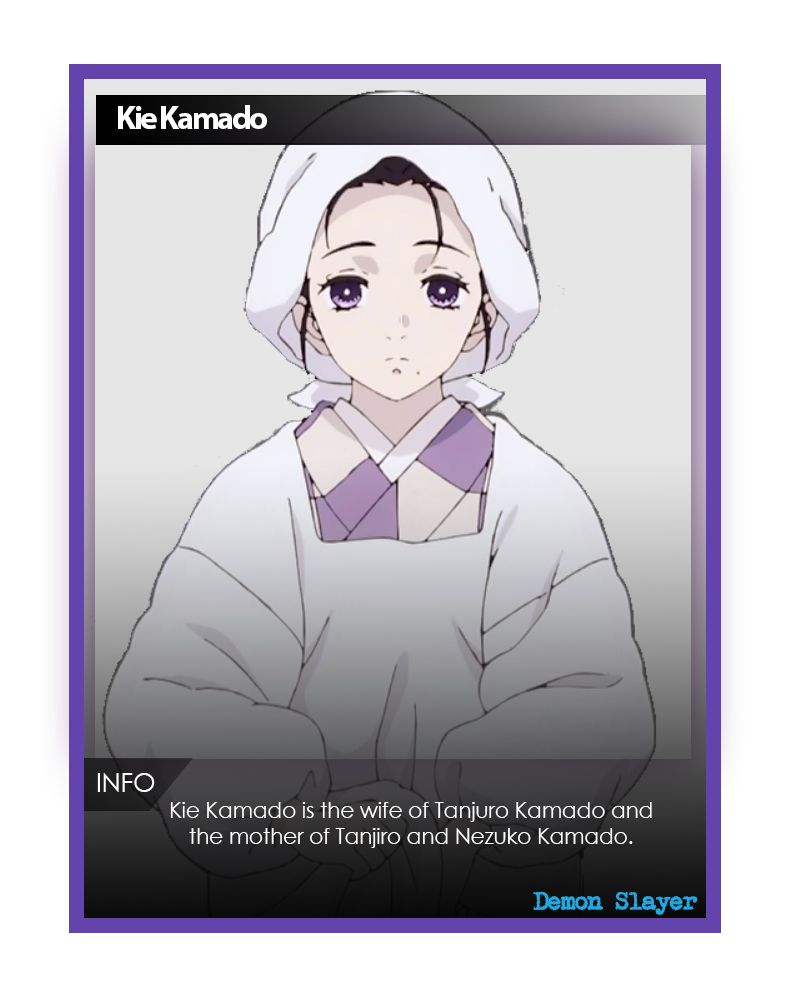 Kie Kamado
INFO
Kie Kamado is the wife of Tanjuro Kamado and
the mother of Tanjiro and Nezuko Kamado.
Demon Slayer